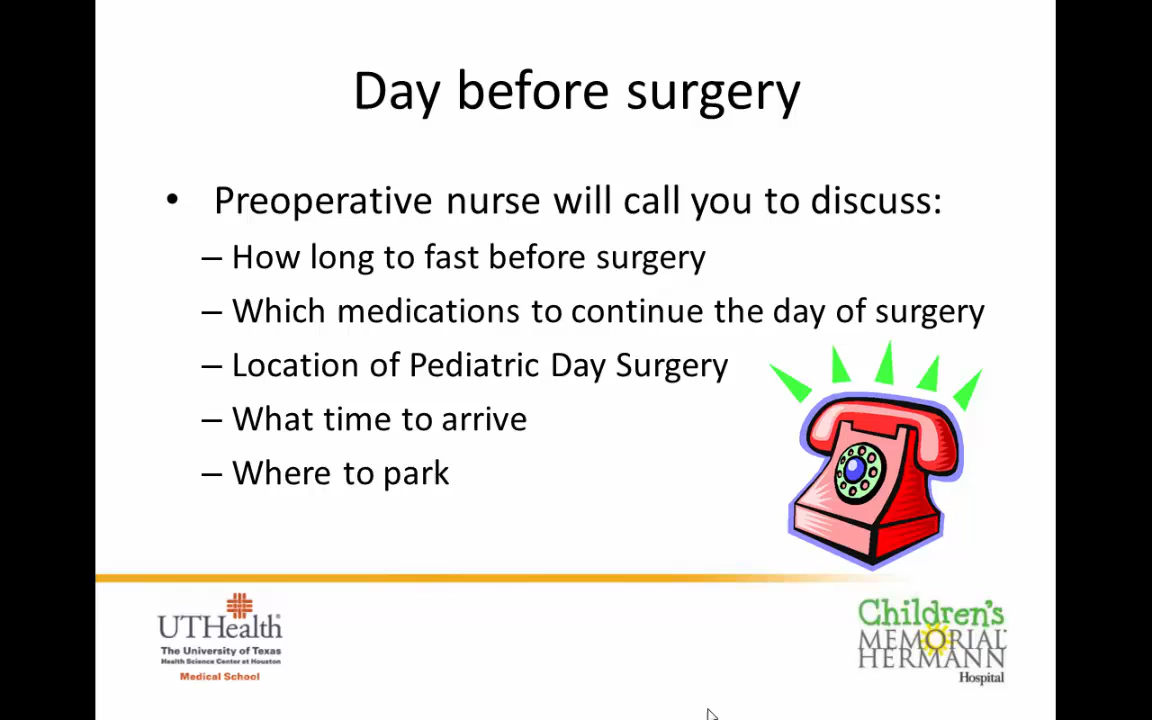 Day before surgery
• Preoperative nurse will call you to discuss:
– How long to fast before surgery
– Which medications to continue the day of surgery
– Location of Pediatric Day Surgery
– What time to arrive
– Where to park
UTHealth
The University of Texas
Health Science Center at Houston
Medical School
Children's
MEMORIAL
HERMANN
Hospital